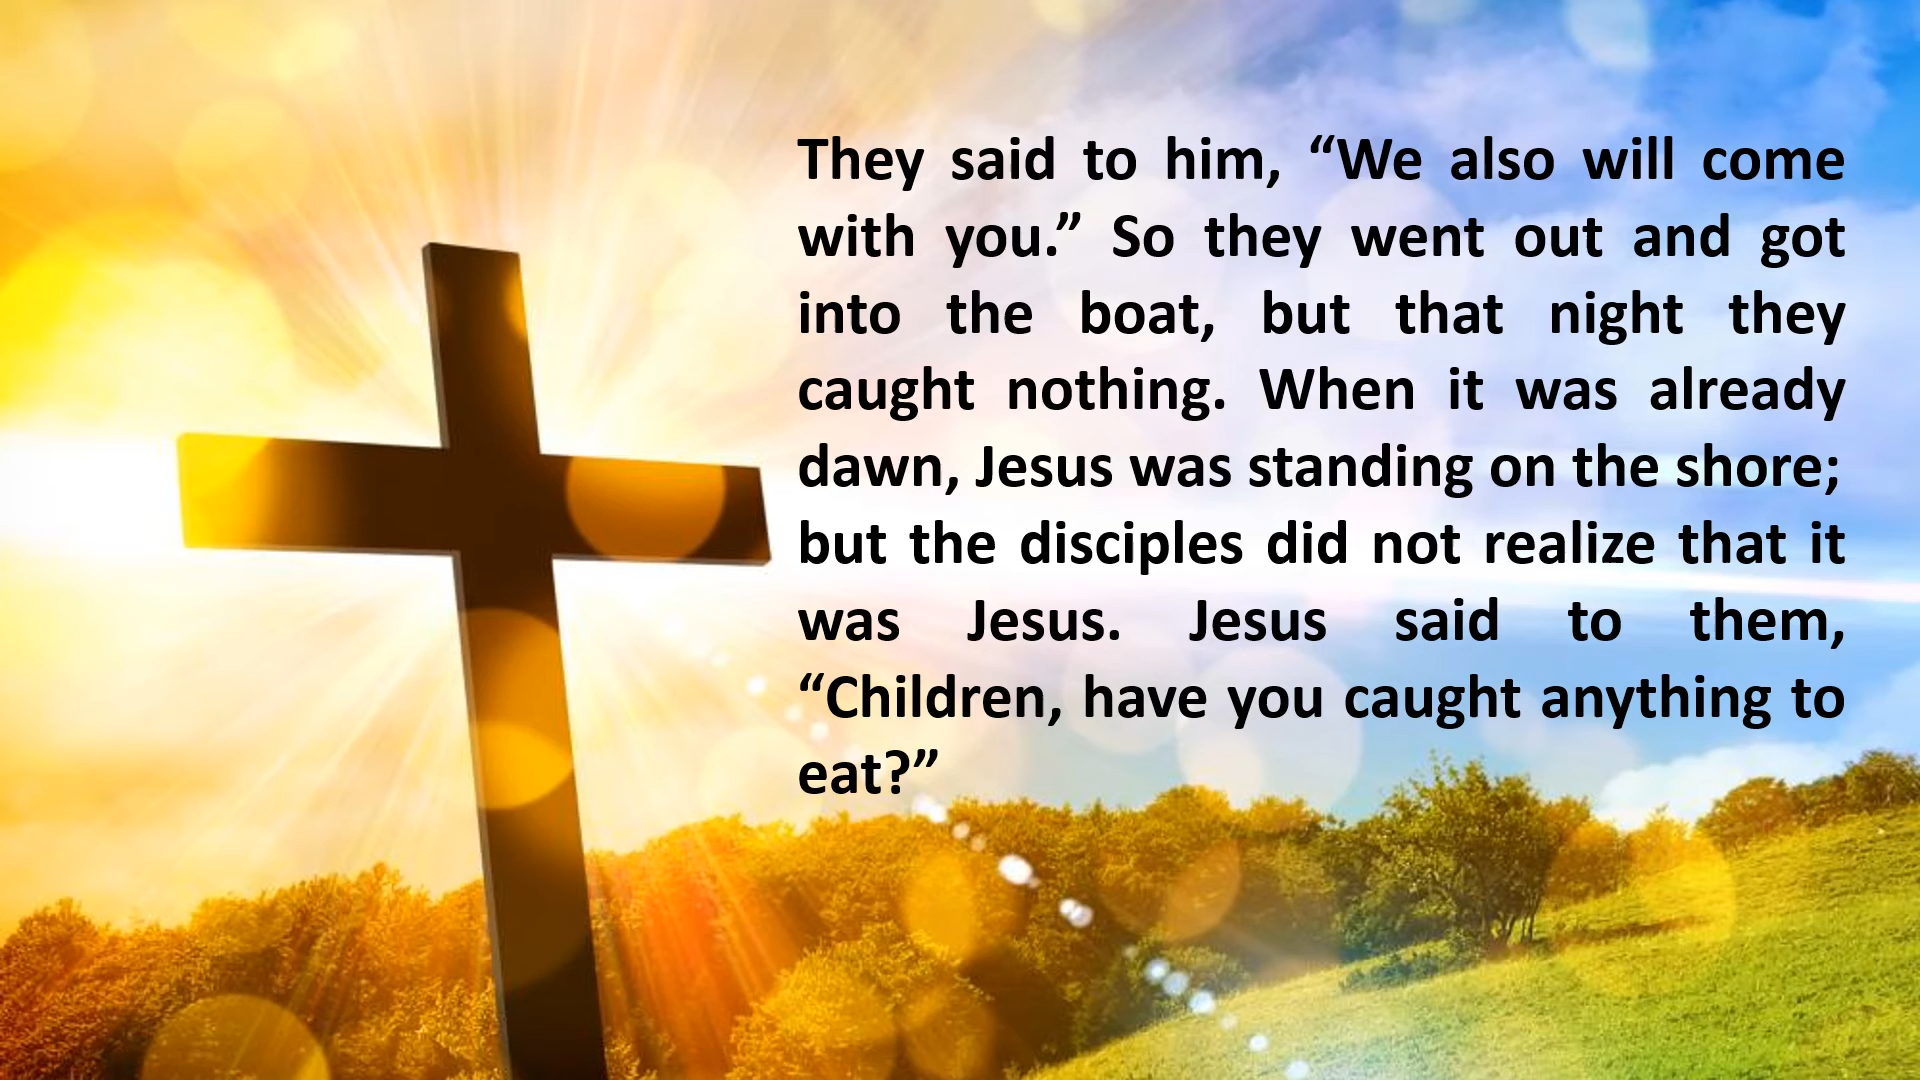 They said to him, “We also will come
with you.” So they went out and got
into the boat, but that night they
caught nothing. When it was already
dawn, Jesus was standing on the shore;
but the disciples did not realize that it
was Jesus. Jesus said to them,
“Children, have you caught anything to
eat?”